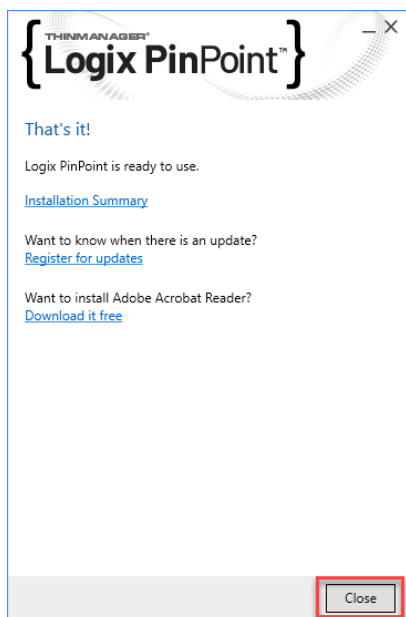 THINMANAGER®
{Logix PinPoint™}
That's it!
Logix PinPoint is ready to use.
Installation Summary
Want to know when there is an update?
Register for updates
Want to install Adobe Acrobat Reader?
Download it free
Close